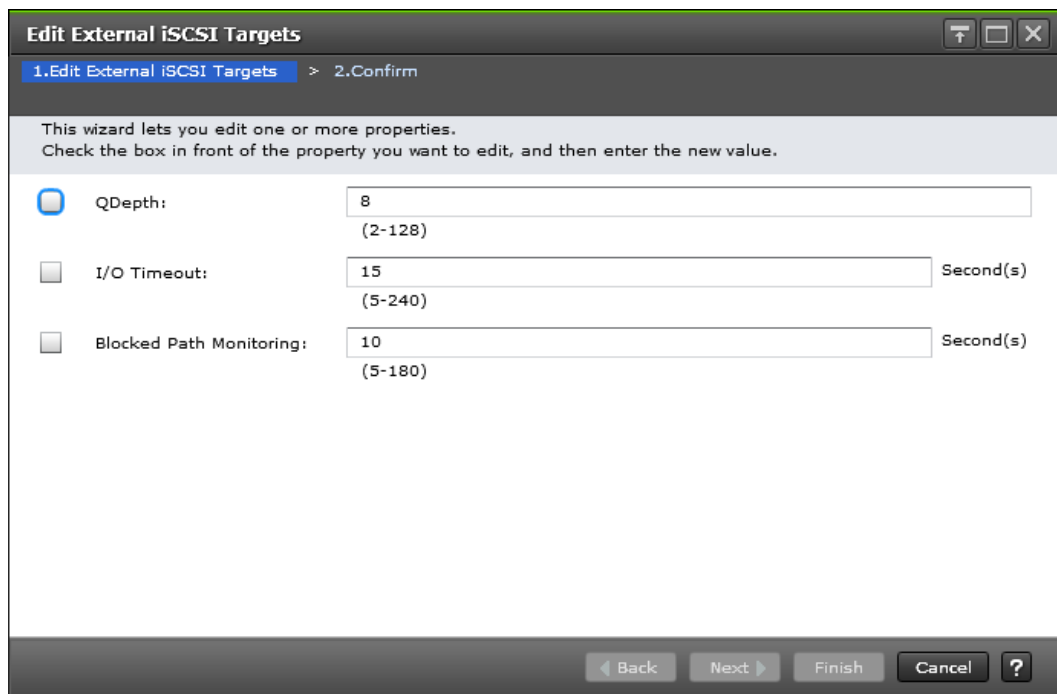 Edit External iSCSI Targets
1.Edit External iSCSI Targets > 2.Confirm
This wizard lets you edit one or more properties.
Check the box in front of the property you want to edit, and then enter the new value.
QDepth: 8
(2-128)
I/O Timeout: 15 Second(s)
(5-240)
Blocked Path Monitoring: 10 Second(s)
(5-180)
Back Next Finish Cancel ?